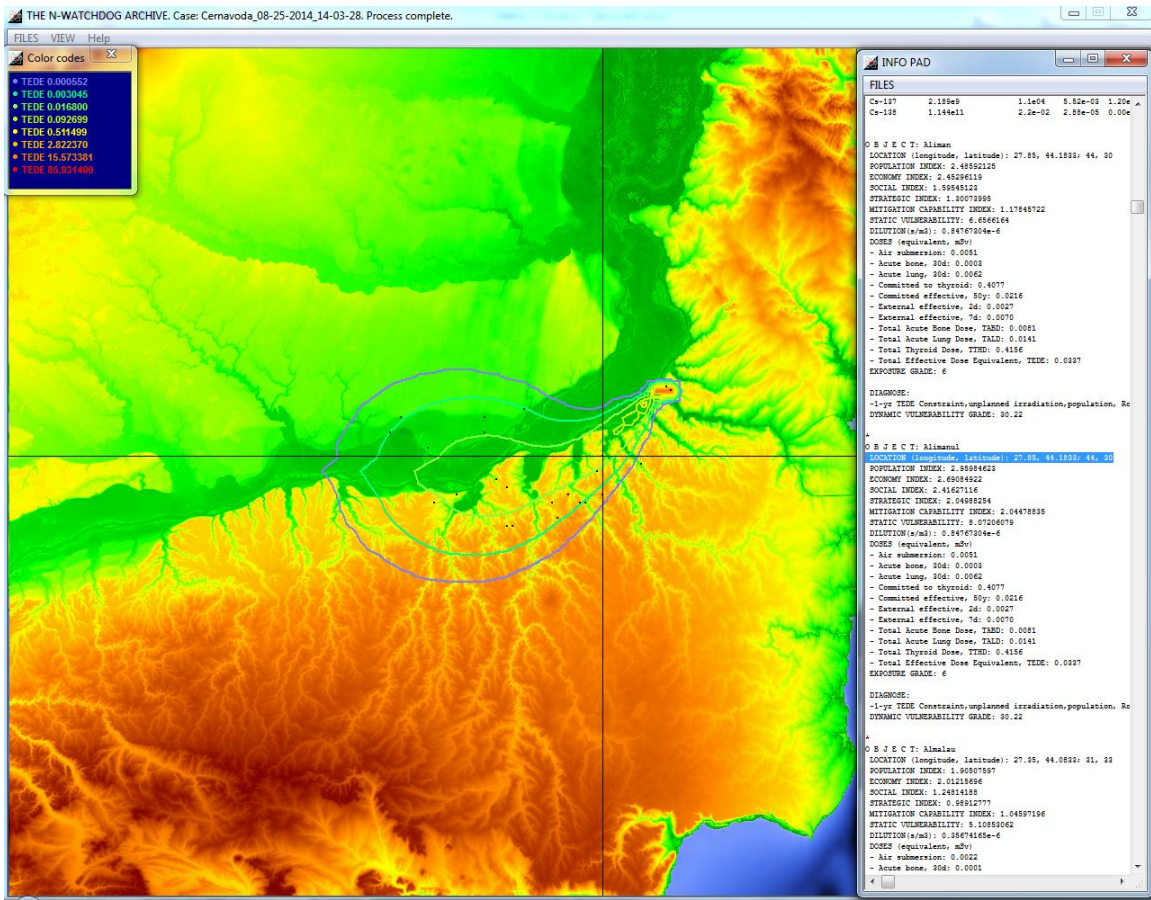 THE N-WATCHDOG ARCHIVE. Case: Cernavoda_08-25-2014_14-03-28. Process complete.
FILES VIEW Help
Color codes
TEDE 0.000552
TEDE 0.003045
TEDE 0.016800
TEDE 0.092699
TEDE 0.511499
TEDE 2.822370
TEDE 15.573381
TEDE 85.931408
INFO PAD
FILES
Cs-137 2.189e9 1.1e04 5.52e-03 1.20e
Cs-138 1.144e11 2.2e-02 2.88e-05 0.00e
O B J E C T: Aliman
LOCATION (longitude, latitude): 27.85, 44.1833; 44, 30
POPULATION INDEX: 2.48592125
ECONOMY INDEX: 2.45296119
SOCIAL INDEX: 1.59545123
STRATEGIC INDEX: 1.30073995
MITIGATION CAPABILITY INDEX: 1.17845722
STATIC VULNERABILITY: 6.6566164
DILUTION(s/m3): 0.84767304e-6
DOSES (equivalent, mSv)
- Air submersion: 0.0051
- Acute bone, 30d: 0.0003
- Acute lung, 30d: 0.0062
- Committed to thyroid: 0.4077
- Committed effective, 50y: 0.0216
- External effective, 2d: 0.0027
- External effective, 7d: 0.0070
- Total Acute Bone Dose, TABD: 0.0081
- Total Acute Lung Dose, TALD: 0.0141
- Total Thyroid Dose, TTHD: 0.4156
- Total Effective Dose Equivalent, TEDE: 0.0337
EXPOSURE GRADE: 6
DIAGNOSE:
-1-yr TEDE Constraint,unplanned irradiation,population, Ro
DYNAMIC VULNERABILITY GRADE: 30.22
*
O B J E C T: Alimanul
LOCATION (longitude, latitude): 27.85, 44.1833; 44, 30
POPULATION INDEX: 2.95984623
ECONOMY INDEX: 2.69084922
SOCIAL INDEX: 2.41627116
STRATEGIC INDEX: 2.04988254
MITIGATION CAPABILITY INDEX: 2.04478835
STATIC VULNERABILITY: 8.07206079
DILUTION(s/m3): 0.84767304e-6
DOSES (equivalent, mSv)
- Air submersion: 0.0051
- Acute bone, 30d: 0.0003
- Acute lung, 30d: 0.0062
- Committed to thyroid: 0.4077
- Committed effective, 50y: 0.0216
- External effective, 2d: 0.0027
- External effective, 7d: 0.0070
- Total Acute Bone Dose, TABD: 0.0081
- Total Acute Lung Dose, TALD: 0.0141
- Total Thyroid Dose, TTHD: 0.4156
- Total Effective Dose Equivalent, TEDE: 0.0337
EXPOSURE GRADE: 6
DIAGNOSE:
-1-yr TEDE Constraint,unplanned irradiation,population, Ro
DYNAMIC VULNERABILITY GRADE: 30.22
*
O B J E C T: Almalau
LOCATION (longitude, latitude): 27.35, 44.0833; 31, 33
POPULATION INDEX: 1.90507597
ECONOMY INDEX: 2.01215696
SOCIAL INDEX: 1.24814188
STRATEGIC INDEX: 0.98912777
MITIGATION CAPABILITY INDEX: 1.04597196
STATIC VULNERABILITY: 5.10853062
DILUTION(s/m3): 0.35674165e-6
DOSES (equivalent, mSv)
- Air submersion: 0.0022
- Acute bone, 30d: 0.0001